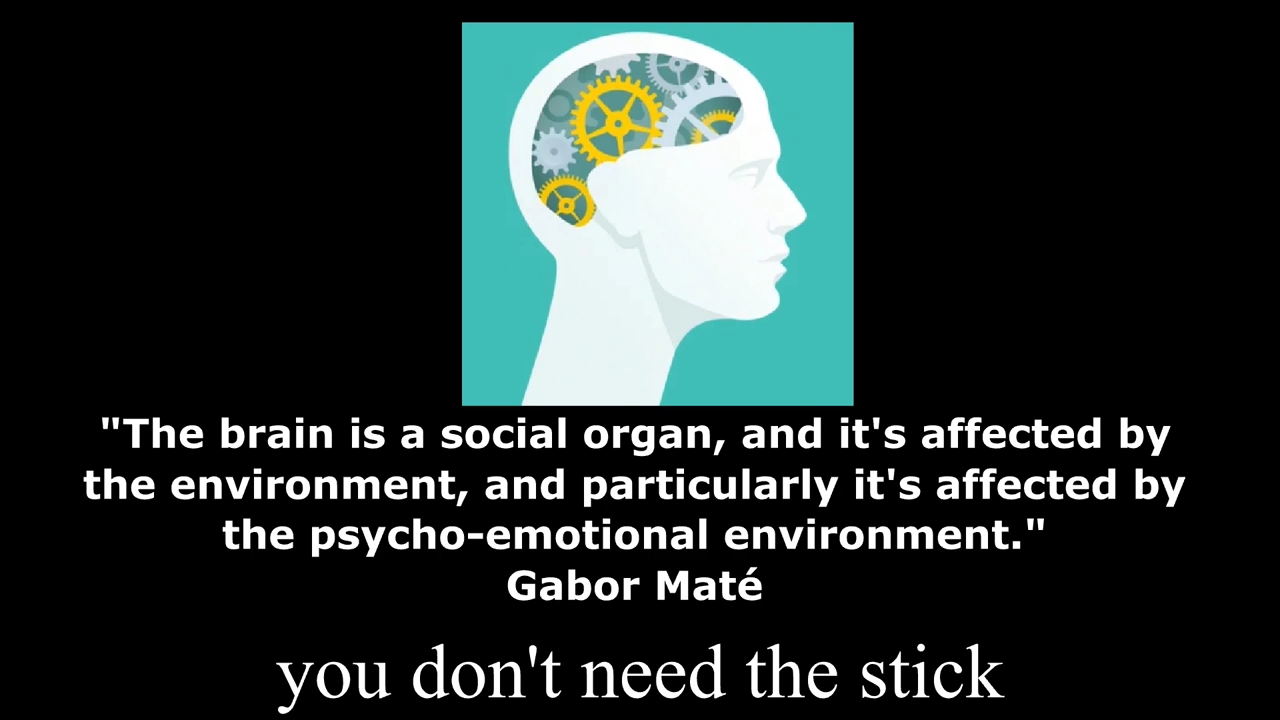 "The brain is a social organ, and it's affected by
the environment, and particularly it's affected by
the psycho-emotional environment."
Gabor Maté
you don't need the stick